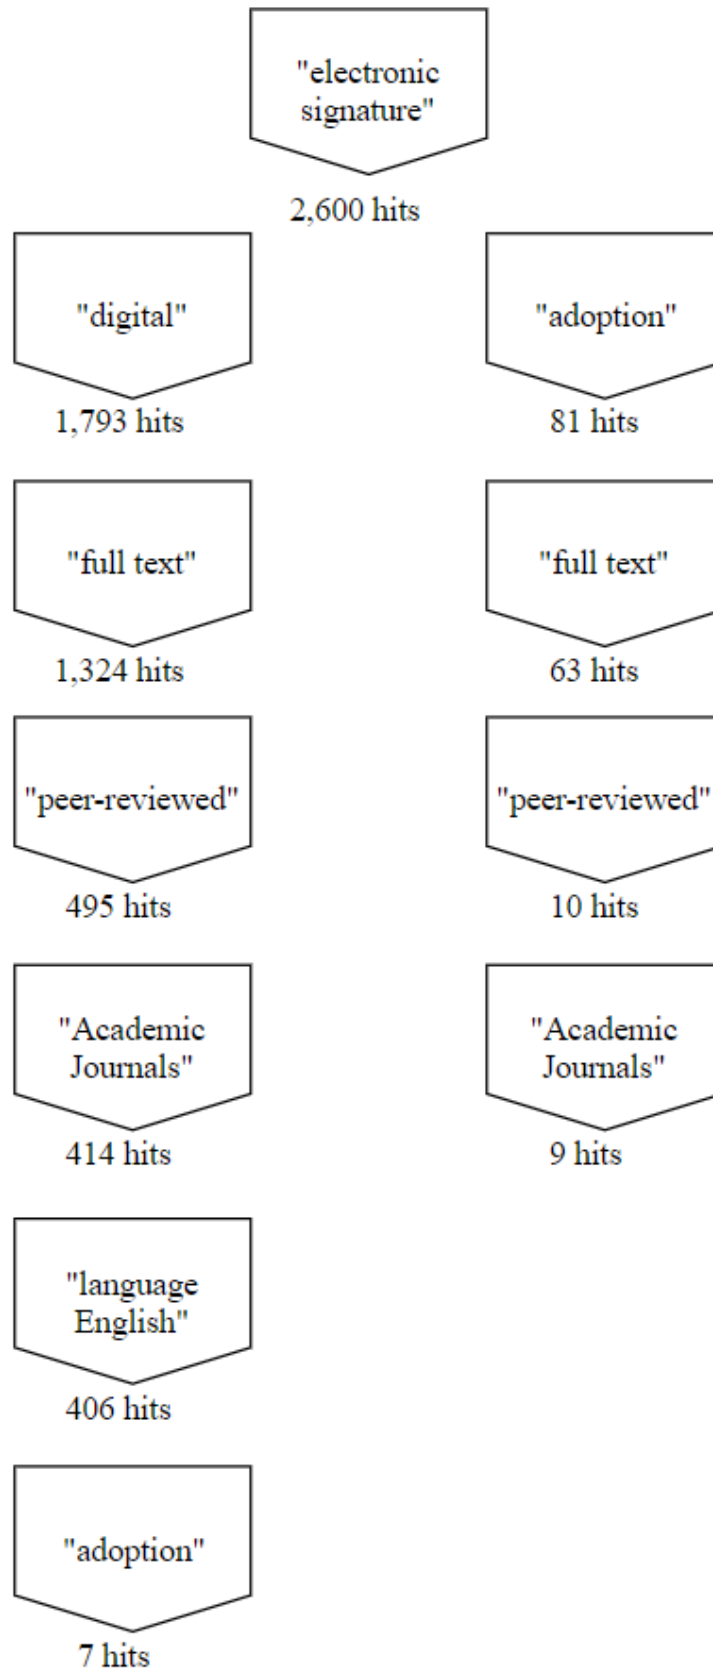 "electronic
signature"
2,600 hits
"digital"
"adoption"
1,793 hits
81 hits
"full text"
"full text"
1,324 hits
63 hits
"peer-reviewed"
"peer-reviewed"
495 hits
10 hits
"Academic
Journals"
"Academic
Journals"
414 hits
9 hits
"language
English"
406 hits
"adoption"
7 hits